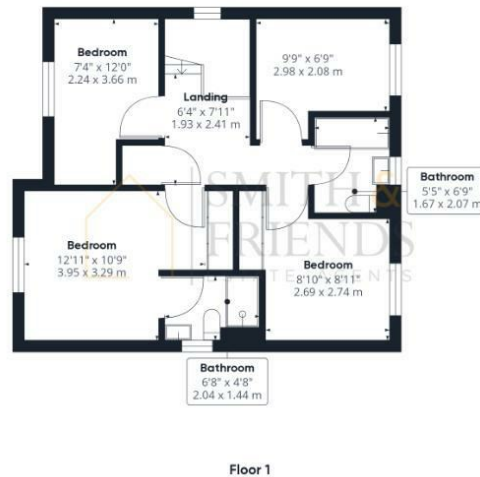 Bedroom
7'4" x 12'0"
2.24 x 3.66 m
9'9" x 6'9"
2.98 x 2.08 m
Landing
6'4" x 7'11"
1.93 x 2.41 m
Bathroom
5'5" x 6'9"
1.67 x 2.07 m
SMITH &
FRIENDS
Bedroom
12'11" x 10'9"
3.95 x 3.29 m
Bedroom
8'10" x 8'11"
2.69 x 2.74 m
Bathroom
6'8" x 4'8"
2.04 x 1.44 m
Floor 1